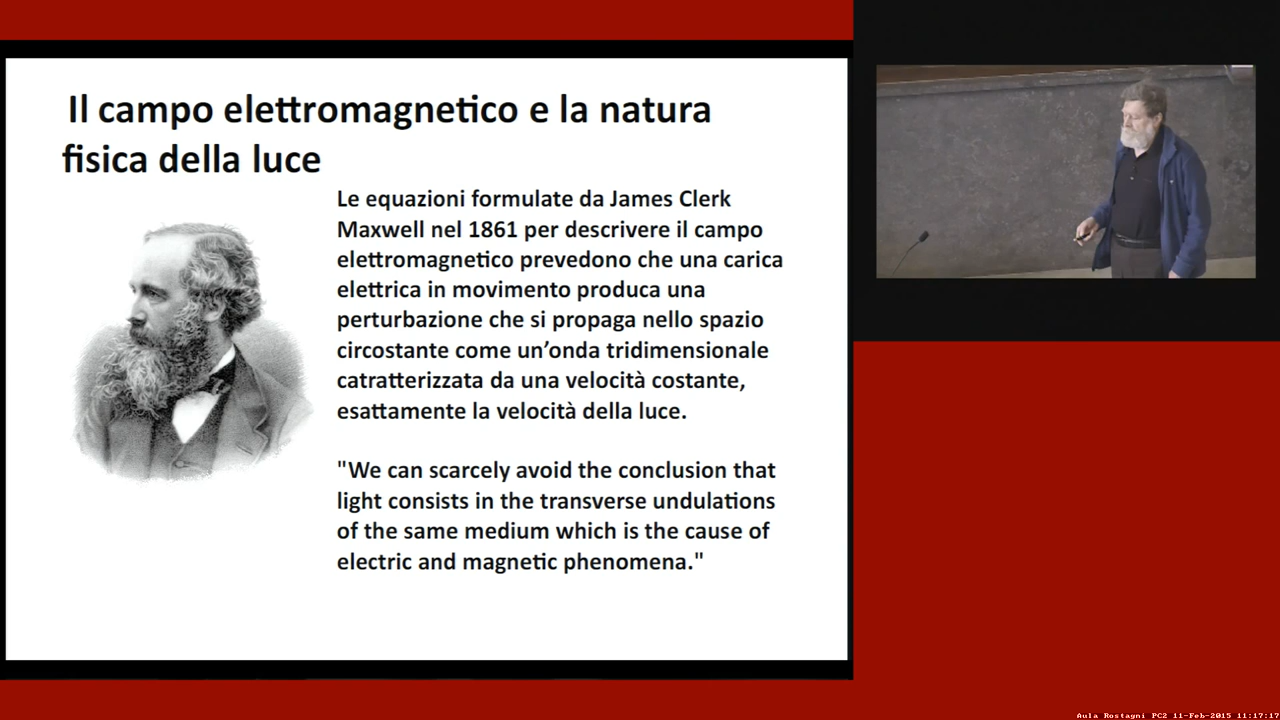 Il campo elettromagnetico e la natura
fisica della luce
Le equazioni formulate da James Clerk
Maxwell nel 1861 per descrivere il campo
elettromagnetico prevedono che una carica
elettrica in movimento produca una
perturbazione che si propaga nello spazio
circostante come un’onda tridimensionale
catratterizzata da una velocità costante,
esattamente la velocità della luce.
"We can scarcely avoid the conclusion that
light consists in the transverse undulations
of the same medium which is the cause of
electric and magnetic phenomena."
Aula Rostagni PC2 11-Feb-2015 11:17:17